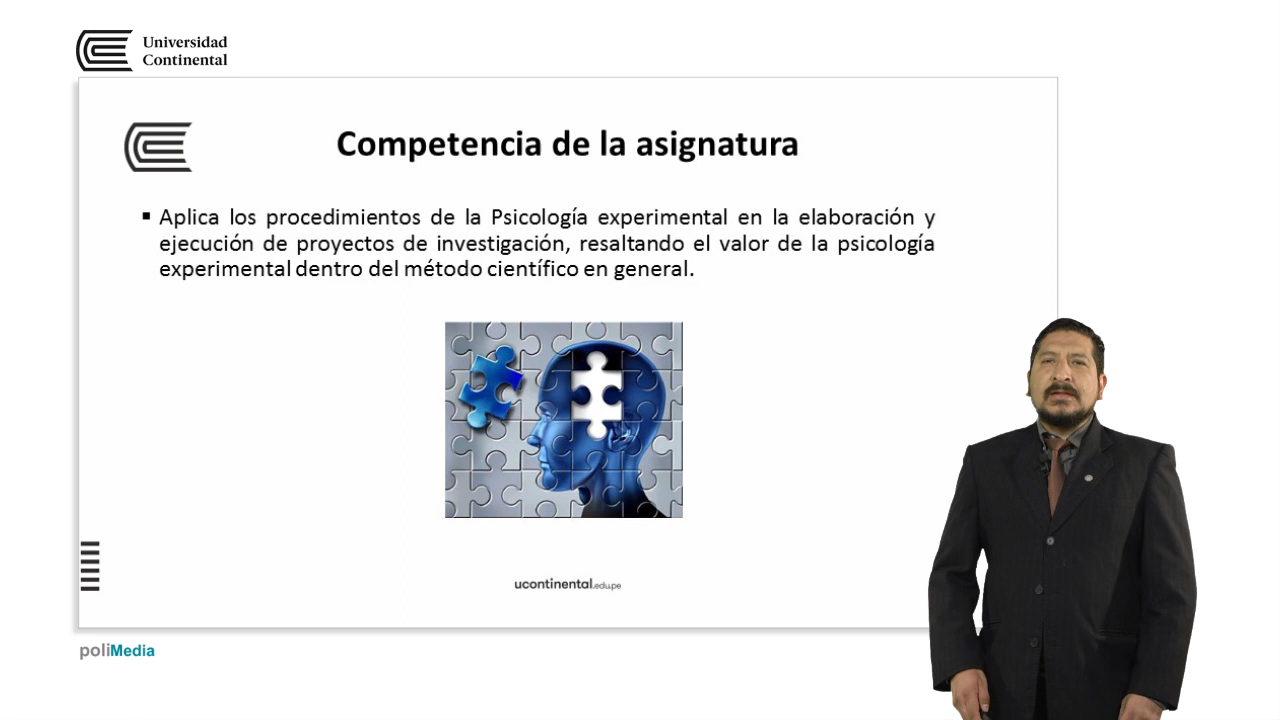 Universidad
Continental
Competencia de la asignatura
▪ Aplica los procedimientos de la Psicología experimental en la elaboración y
ejecución de proyectos de investigación, resaltando el valor de la psicología
experimental dentro del método científico en general.
ucontinental.edu.pe
poliMedia